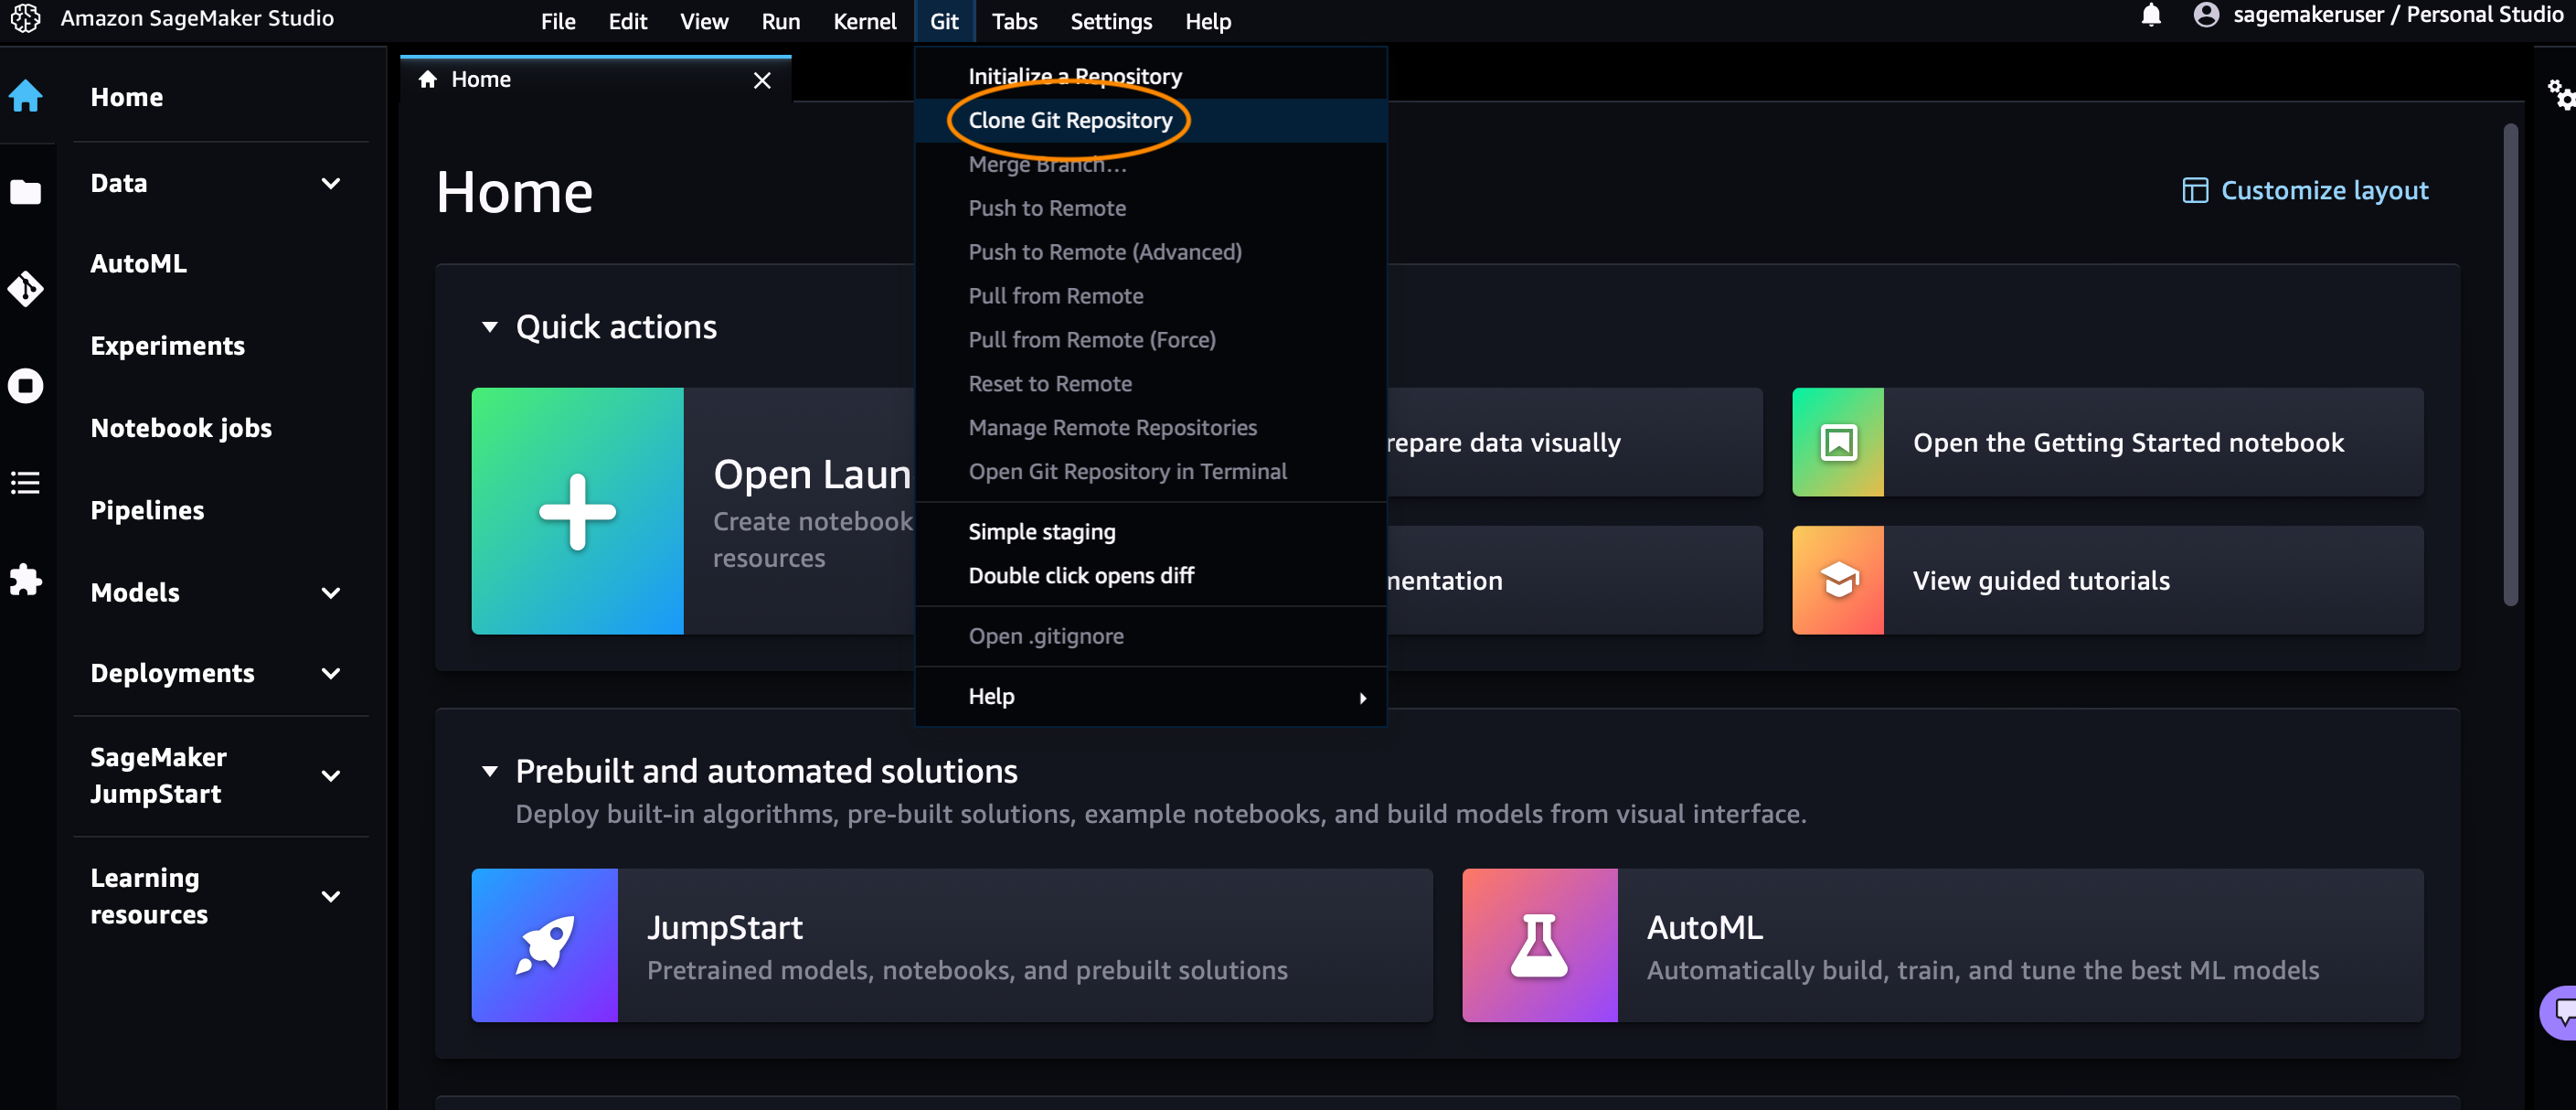 Amazon SageMaker Studio
File Edit View Run Kernel Git Tabs Settings Help
sagemakeruser / Personal Studio
Home
Data
AutoML
Experiments
Notebook jobs
Pipelines
Models
Deployments
SageMaker
JumpStart
Learning
resources
Home
Initialize a Repository
Clone Git Repository
Merge Branch...
Push to Remote
Push to Remote (Advanced)
Pull from Remote
Pull from Remote (Force)
Reset to Remote
Manage Remote Repositories
Open Git Repository in Terminal
Simple staging
Double click opens diff
Open .gitignore
Help
Home
Customize layout
Quick actions
Open Laun
Create notebook
resources
repare data visually
Open the Getting Started notebook
mentation
View guided tutorials
Prebuilt and automated solutions
Deploy built-in algorithms, pre-built solutions, example notebooks, and build models from visual interface.
JumpStart
Pretrained models, notebooks, and prebuilt solutions
AutoML
Automatically build, train, and tune the best ML models